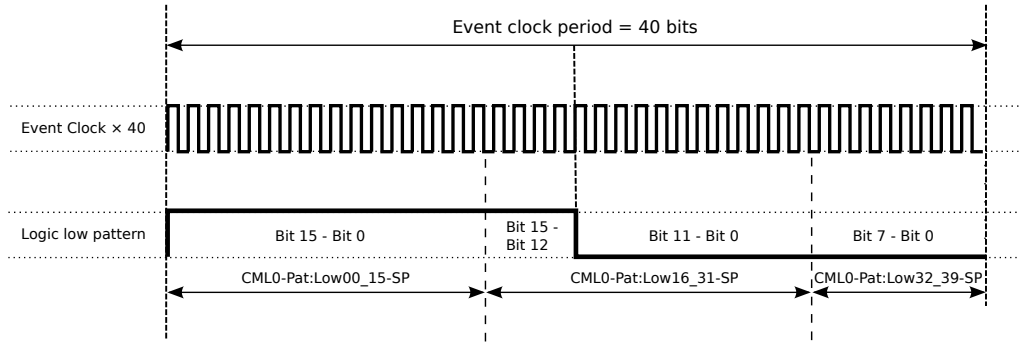 Event clock period = 40 bits
Event Clock × 40
Logic low pattern
Bit 15 - Bit 0
Bit 15 -
Bit 12
Bit 11 - Bit 0
Bit 7 - Bit 0
CML0-Pat:Low00_15-SP
CML0-Pat:Low16_31-SP
CML0-Pat:Low32_39-SP